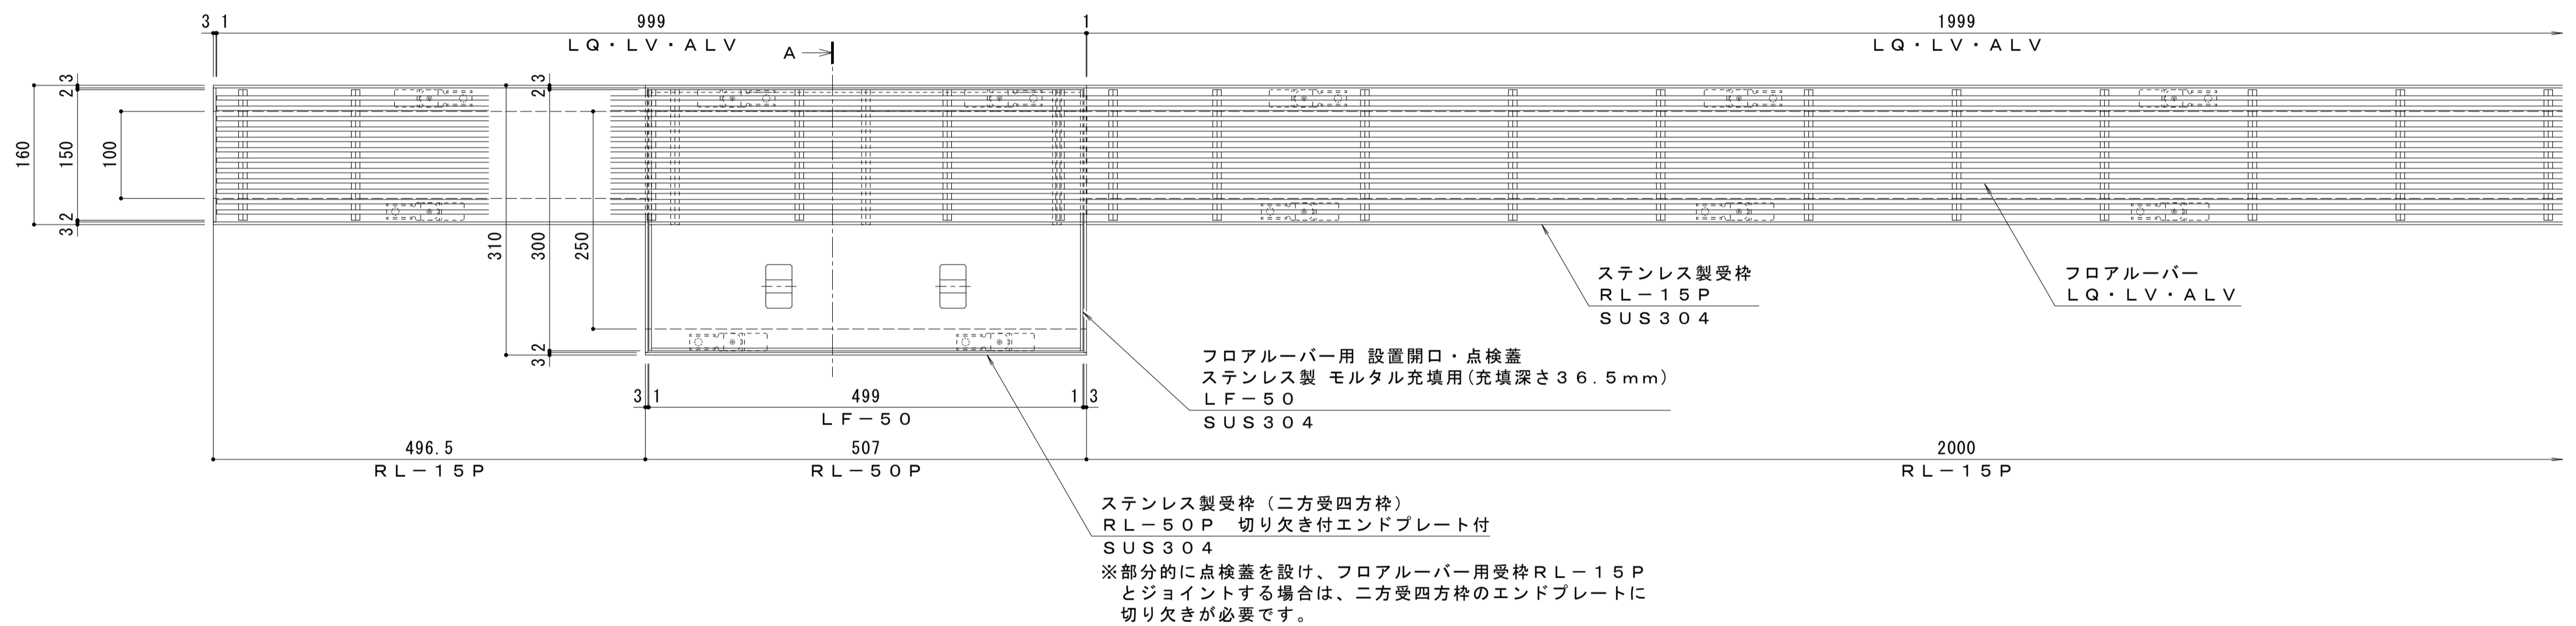 3 1
999
1
1999
LQ・LV・ALV
A
LQ・LV・ALV
160
3
2
150
2
3
100
310
3
2
300
2
3
250
ステンレス製受枠
RL－15P
SUS304
フロアルーバー
LQ・LV・ALV
フロアルーバー用 設置開口・点検蓋
ステンレス製 モルタル充填用(充填深さ36.5mm)
LF－50
SUS304
3 1
499
1 3
LF－50
496.5
507
2000
RL－15P
RL－50P
RL－15P
ステンレス製受枠（二方受四方枠）
RL－50P　切り欠き付エンドプレート付
SUS304
※部分的に点検蓋を設け、フロアルーバー用受枠RL－15P
とジョイントする場合は、二方受四方枠のエンドプレートに
切り欠きが必要です。